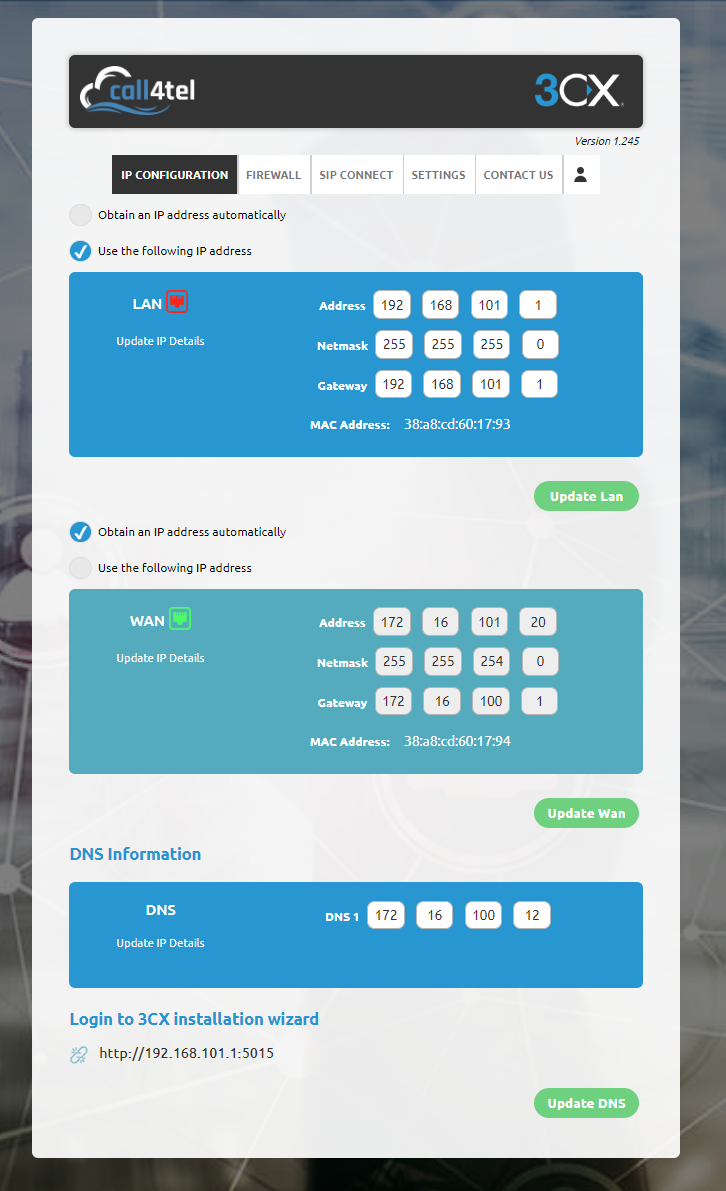 call4tel
3CX
Version 1.245
IP CONFIGURATION FIREWALL SIP CONNECT SETTINGS CONTACT US
Obtain an IP address automatically
Use the following IP address
LAN
Update IP Details
Address 192 168 101 1
Netmask 255 255 255 0
Gateway 192 168 101 1
MAC Address: 38:a8:cd:60:17:93
Update Lan
Obtain an IP address automatically
Use the following IP address
WAN
Update IP Details
Address 172 16 101 20
Netmask 255 255 254 0
Gateway 172 16 100 1
MAC Address: 38:a8:cd:60:17:94
Update Wan
DNS Information
DNS
Update IP Details
DNS 1 172 16 100 12
Login to 3CX installation wizard
http://192.168.101.1:5015
Update DNS